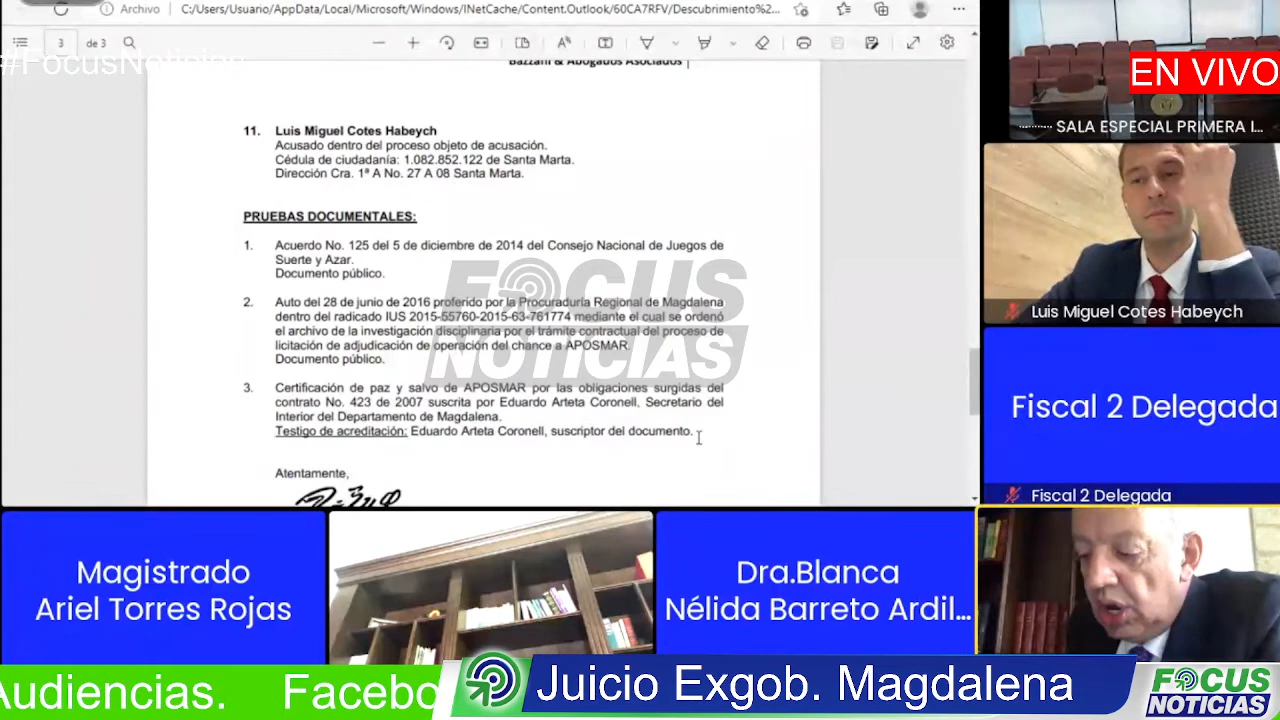 Archivo
C:/Users/Usuario/AppData/Local/Microsoft/Windows/INetCache/Content.Outlook/60CA7RFV/Descubrimiento%2...
3 de 3
#FocusNoticias
Bazzani & Abogados Asociados
11. Luis Miguel Cotes Habeych
Acusado dentro del proceso objeto de acusación.
Cédula de ciudadanía: 1.082.852.122 de Santa Marta.
Dirección Cra. 1ª A No. 27 A 08 Santa Marta.
PRUEBAS DOCUMENTALES:
1. Acuerdo No. 125 del 5 de diciembre de 2014 del Consejo Nacional de Juegos de
Suerte y Azar.
Documento público.
2. Auto del 28 de junio de 2016 proferido por la Procuraduría Regional de Magdalena
dentro del radicado IUS 2015-55760-2015-63-761774 mediante el cual se ordenó
el archivo de la investigación disciplinaria por el trámite contractual del proceso de
licitación de adjudicación de operación del chance a APOSMAR.
Documento público.
3. Certificación de paz y salvo de APOSMAR por las obligaciones surgidas del
contrato No. 423 de 2007 suscrita por Eduardo Arteta Coronell, Secretario del
Interior del Departamento de Magdalena.
Testigo de acreditación: Eduardo Arteta Coronell, suscriptor del documento.
Atentamente,
FOCUS
NOTICIAS
EN VIVO
SALA ESPECIAL PRIMERA I...
Luis Miguel Cotes Habeych
Fiscal 2 Delegada
Fiscal 2 Delegada
Magistrado
Ariel Torres Rojas
Dra.Blanca
Nélida Barreto Ardil...
Audiencias. Facebo
Juicio Exgob. Magdalena
FOCUS
NOTICIAS